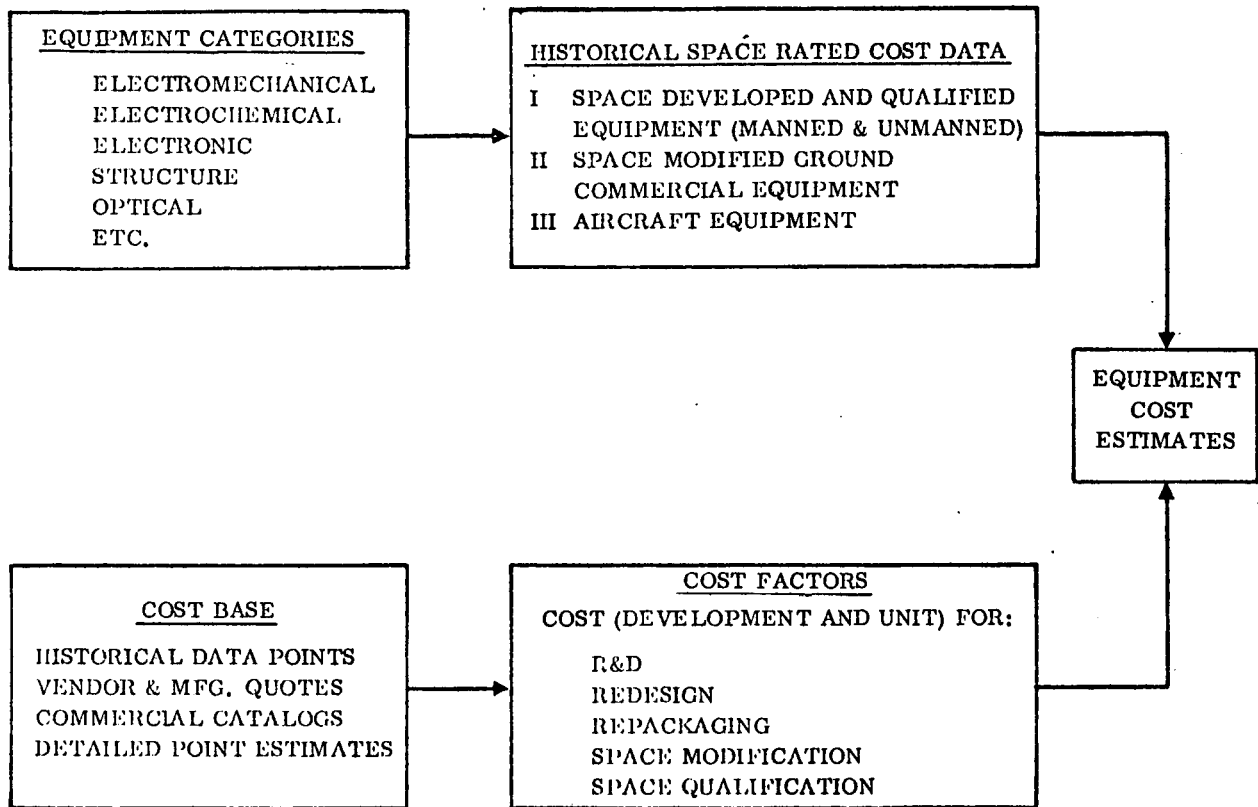 EQUIPMENT CATEGORIES
ELECTROMECHANICAL
ELECTROCHEMICAL
ELECTRONIC
STRUCTURE
OPTICAL
ETC.
HISTORICAL SPACE RATED COST DATA
I SPACE DEVELOPED AND QUALIFIED
EQUIPMENT (MANNED & UNMANNED)
II SPACE MODIFIED GROUND
COMMERCIAL EQUIPMENT
III AIRCRAFT EQUIPMENT
EQUIPMENT
COST
ESTIMATES
COST BASE
HISTORICAL DATA POINTS
VENDOR & MFG. QUOTES
COMMERCIAL CATALOGS
DETAILED POINT ESTIMATES
COST FACTORS
COST (DEVELOPMENT AND UNIT) FOR:
R&D
REDESIGN
REPACKAGING
SPACE MODIFICATION
SPACE QUALIFICATION